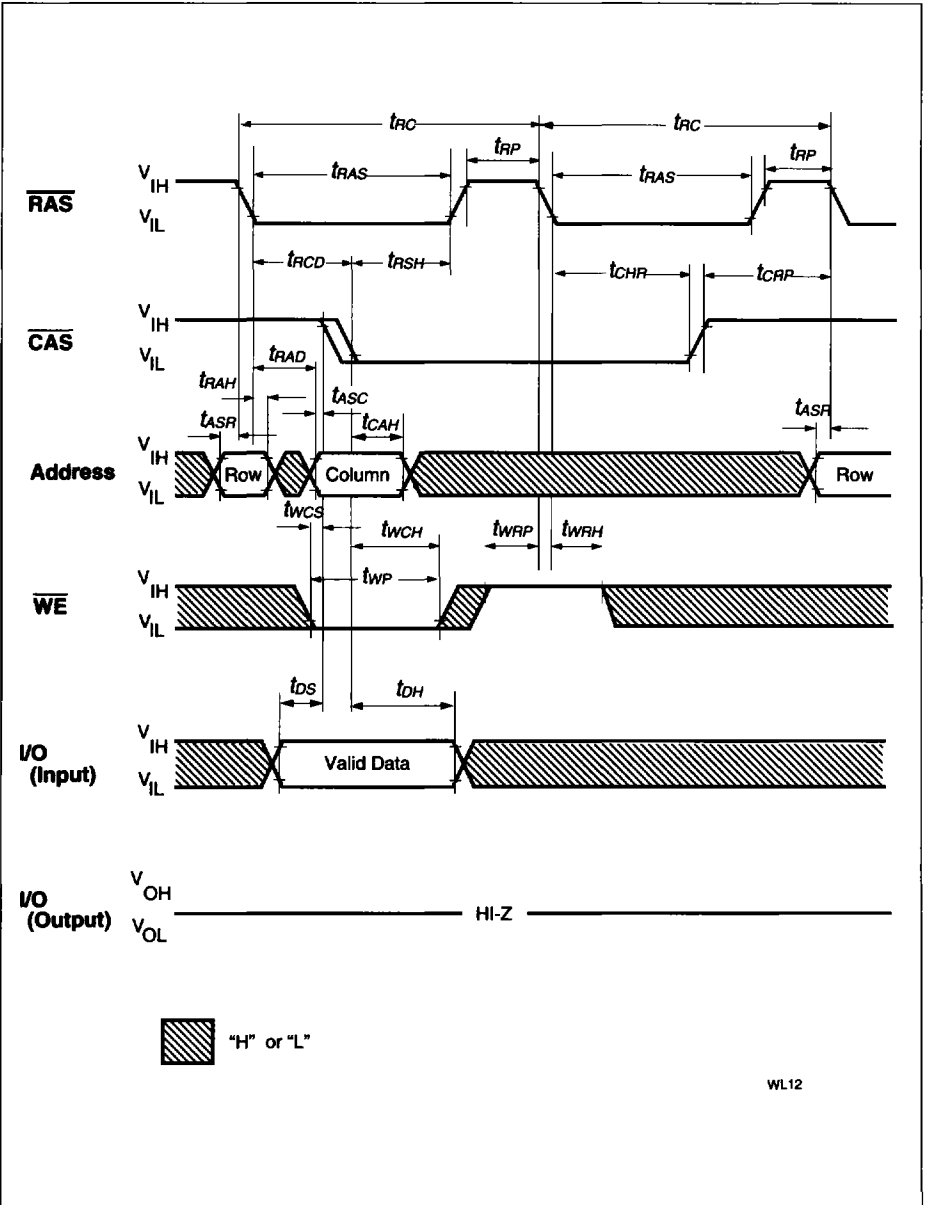 tRC tRC
tRP tRP
tRAS tRAS
RAS VIH
VIL
tRCD tRSH tCHR tCRP
CAS VIH
VIL
tRAD
tRAH tASC
tASR tCAH tASR
Address VIH
VIL
Row Column Row
tWCS tWCH tWRP tWRH
tWP
WE VIH
VIL
tDS tDH
I/O (Input) VIH
VIL
Valid Data
I/O (Output) VOH
VOL
HI-Z
"H" or "L"
WL12